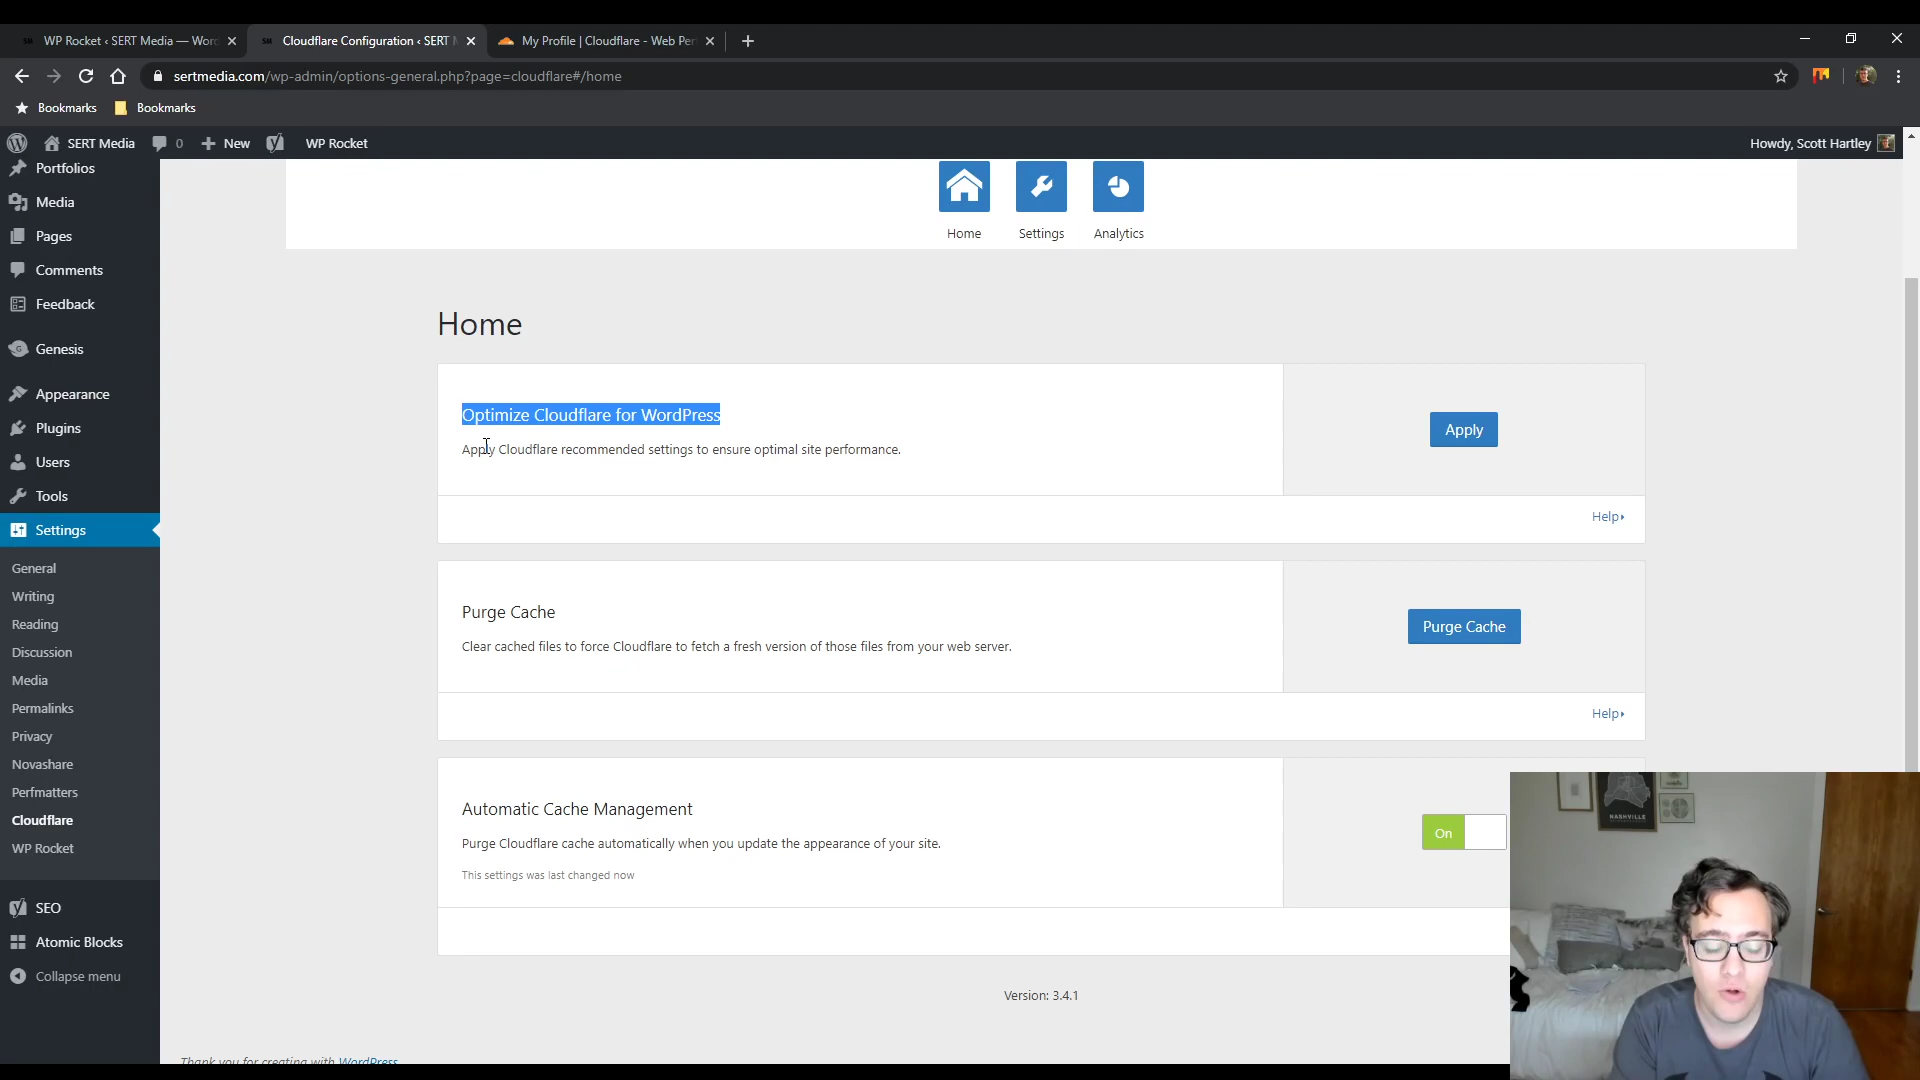 WP Rocket ‹ SERT Media — Wor
Cloudflare Configuration ‹ SERT M
My Profile | Cloudflare - Web Per
sertmedia.com/wp-admin/options-general.php?page=cloudflare#/home
Bookmarks
Bookmarks
SERT Media
0
New
WP Rocket
Howdy, Scott Hartley
Portfolios
Media
Pages
Comments
Feedback
Genesis
Appearance
Plugins
Users
Tools
Settings
General
Writing
Reading
Discussion
Media
Permalinks
Privacy
Novashare
Perfmatters
Cloudflare
WP Rocket
SEO
Atomic Blocks
Collapse menu
Home
Settings
Analytics
Home
Optimize Cloudflare for WordPress
Apply Cloudflare recommended settings to ensure optimal site performance.
Apply
Help
Purge Cache
Clear cached files to force Cloudflare to fetch a fresh version of those files from your web server.
Purge Cache
Help
Automatic Cache Management
Purge Cloudflare cache automatically when you update the appearance of your site.
This settings was last changed now
On
Version: 3.4.1
Thank you for creating with WordPress
NASHVILLE